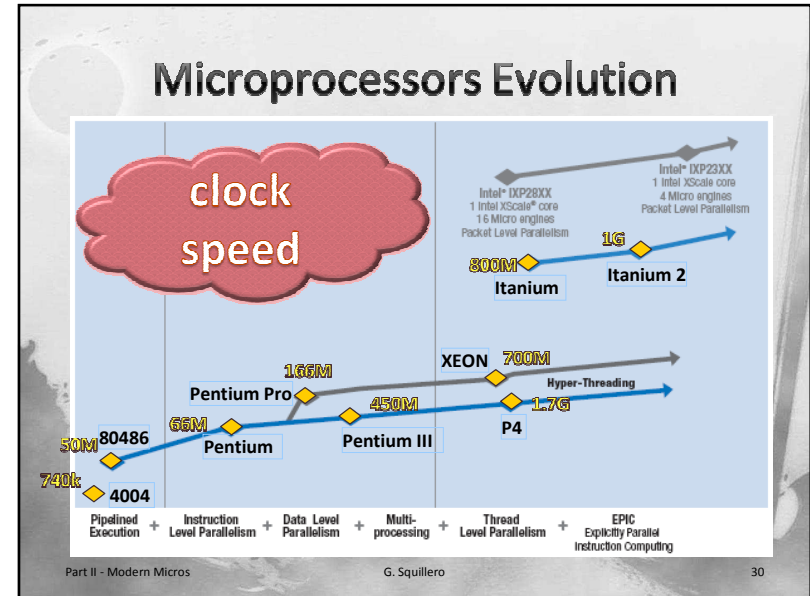 Microprocessors Evolution
clock
speed
Intel® IXP28XX
1 Intel XScale® core
16 Micro engines
Packet Level Parallelism
Intel® IXP23XX
1 Intel XScale core
4 Micro engines
Packet Level Parallelism
800M
Itanium
1G
Itanium 2
XEON
700M
Hyper-Threading
166M
Pentium Pro
450M
Pentium III
1.7G
P4
66M
Pentium
50M
80486
740k
4004
Pipelined
Execution
+
Instruction
Level Parallelism
+
Data Level
Parallelism
+
Multi-
processing
+
Thread
Level Parallelism
+
EPIC
Explicitly Parallel
Instruction Computing
Part II - Modern Micros
G. Squillero
30